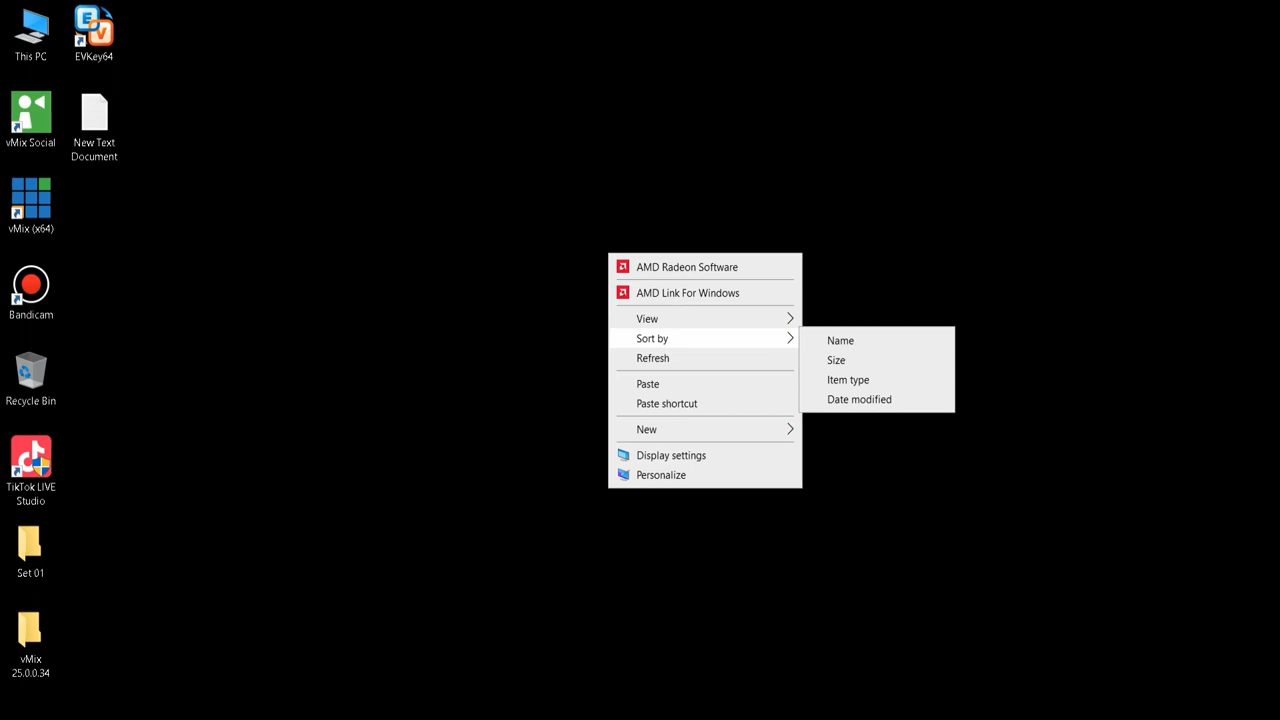 This PC
EVKey64
vMix Social
New Text
Document
vMix (x64)
Bandicam
Recycle Bin
TikTok LIVE
Studio
Set 01
vMix
25.0.0.34
AMD Radeon Software
AMD Link For Windows
View
Sort by
Refresh
Paste
Paste shortcut
New
Display settings
Personalize
Name
Size
Item type
Date modified